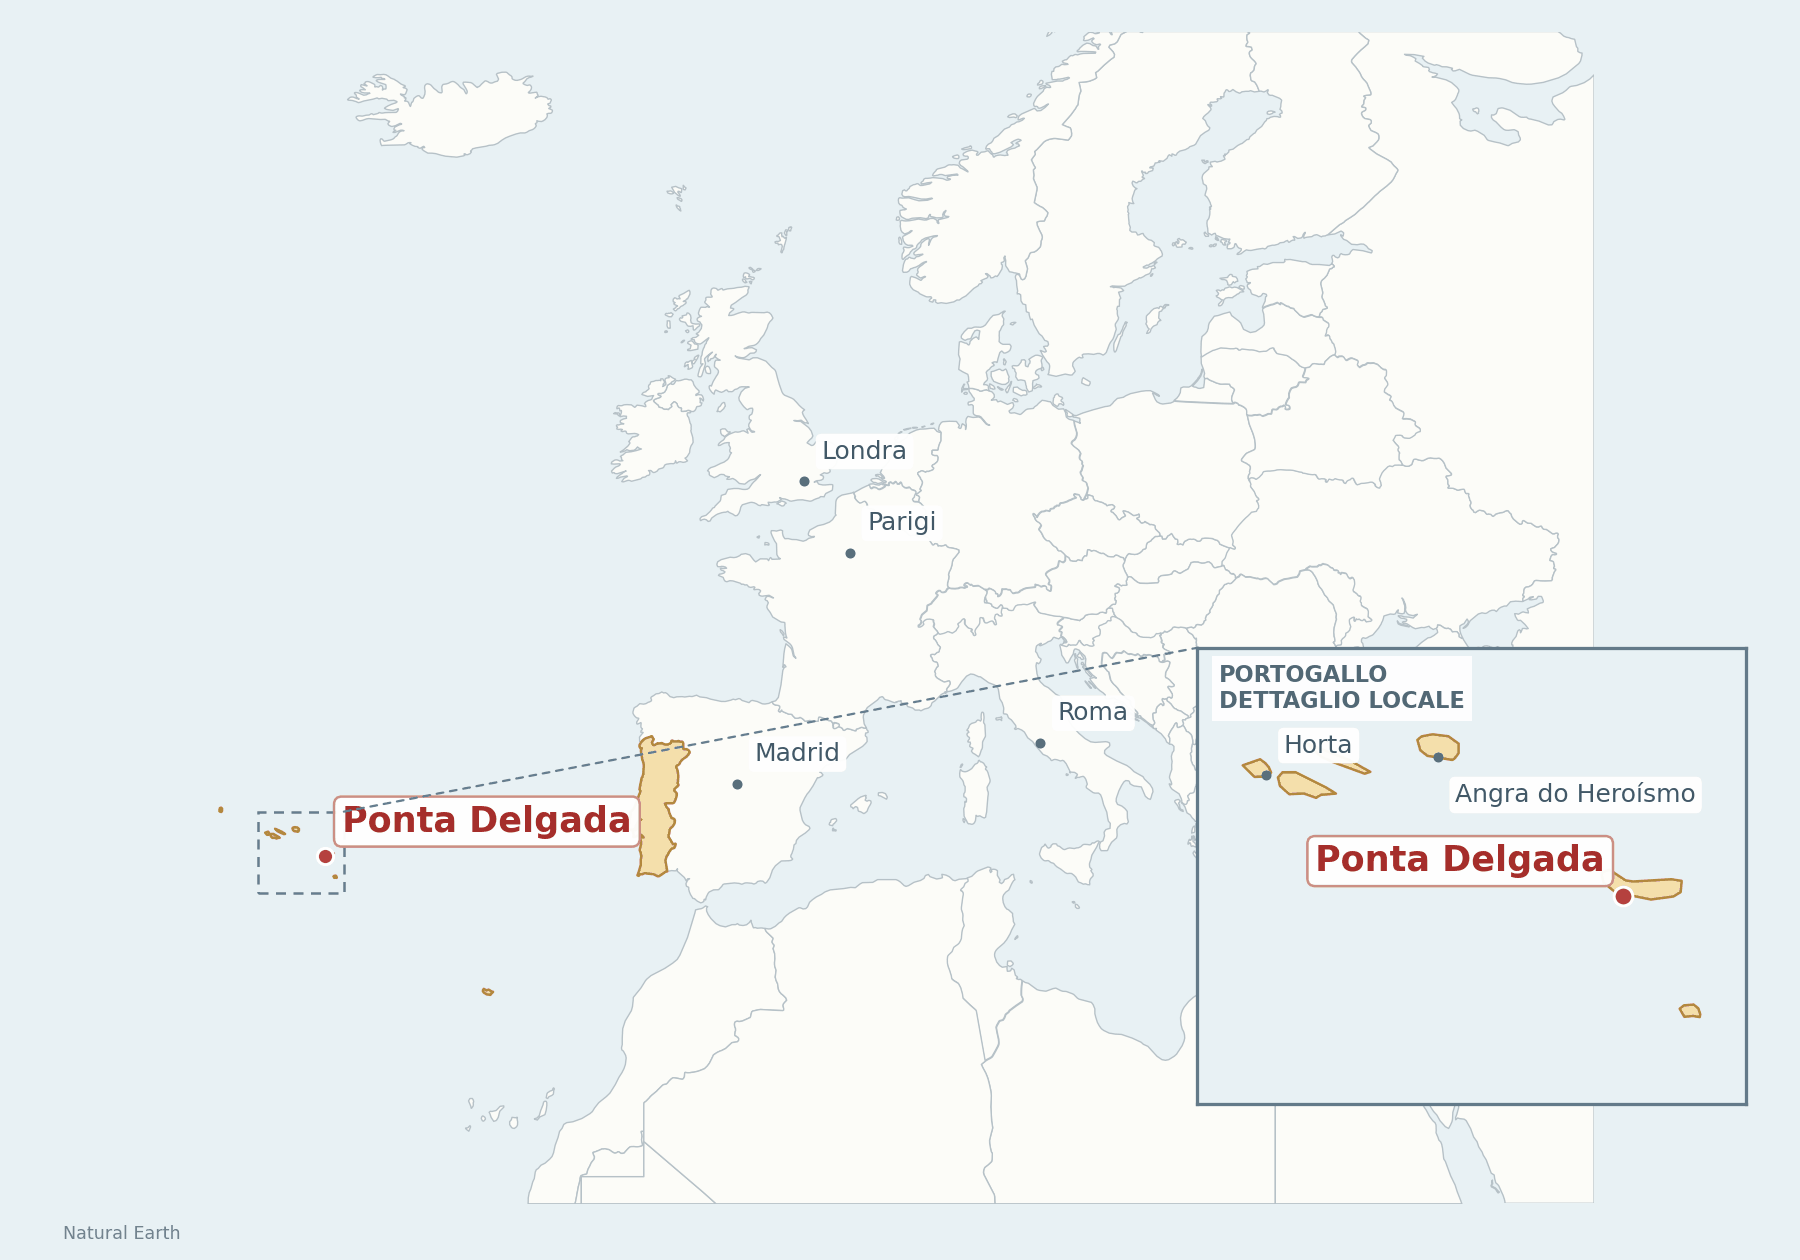 Londra
Parigi
Roma
Madrid
Ponta Delgada
PORTOGALLO
DETTAGLIO LOCALE
Horta
Angra do Heroísmo
Ponta Delgada
Natural Earth